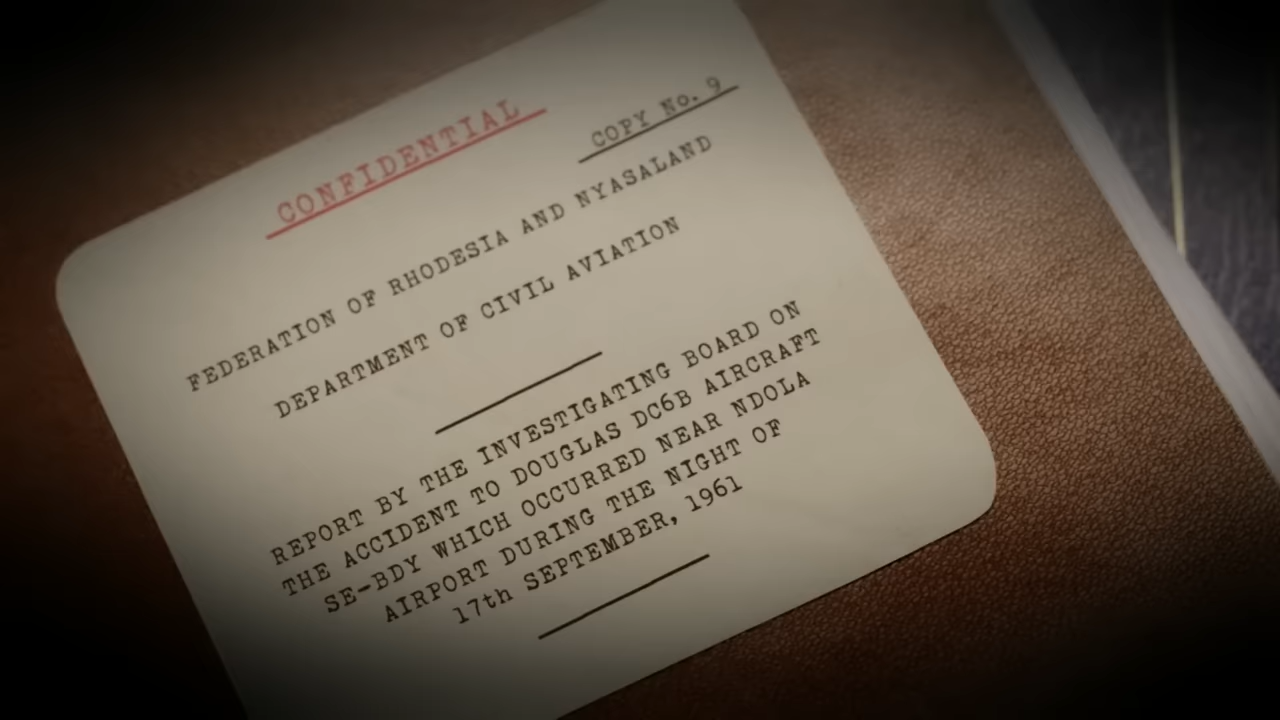 CONFIDENTIAL
COPY No. 9
FEDERATION OF RHODESIA AND NYASALAND
DEPARTMENT OF CIVIL AVIATION
REPORT BY THE INVESTIGATING BOARD ON
THE ACCIDENT TO DOUGLAS DC6B AIRCRAFT
SE-BDY WHICH OCCURRED NEAR NDOLA
AIRPORT DURING THE NIGHT OF
17th SEPTEMBER, 1961